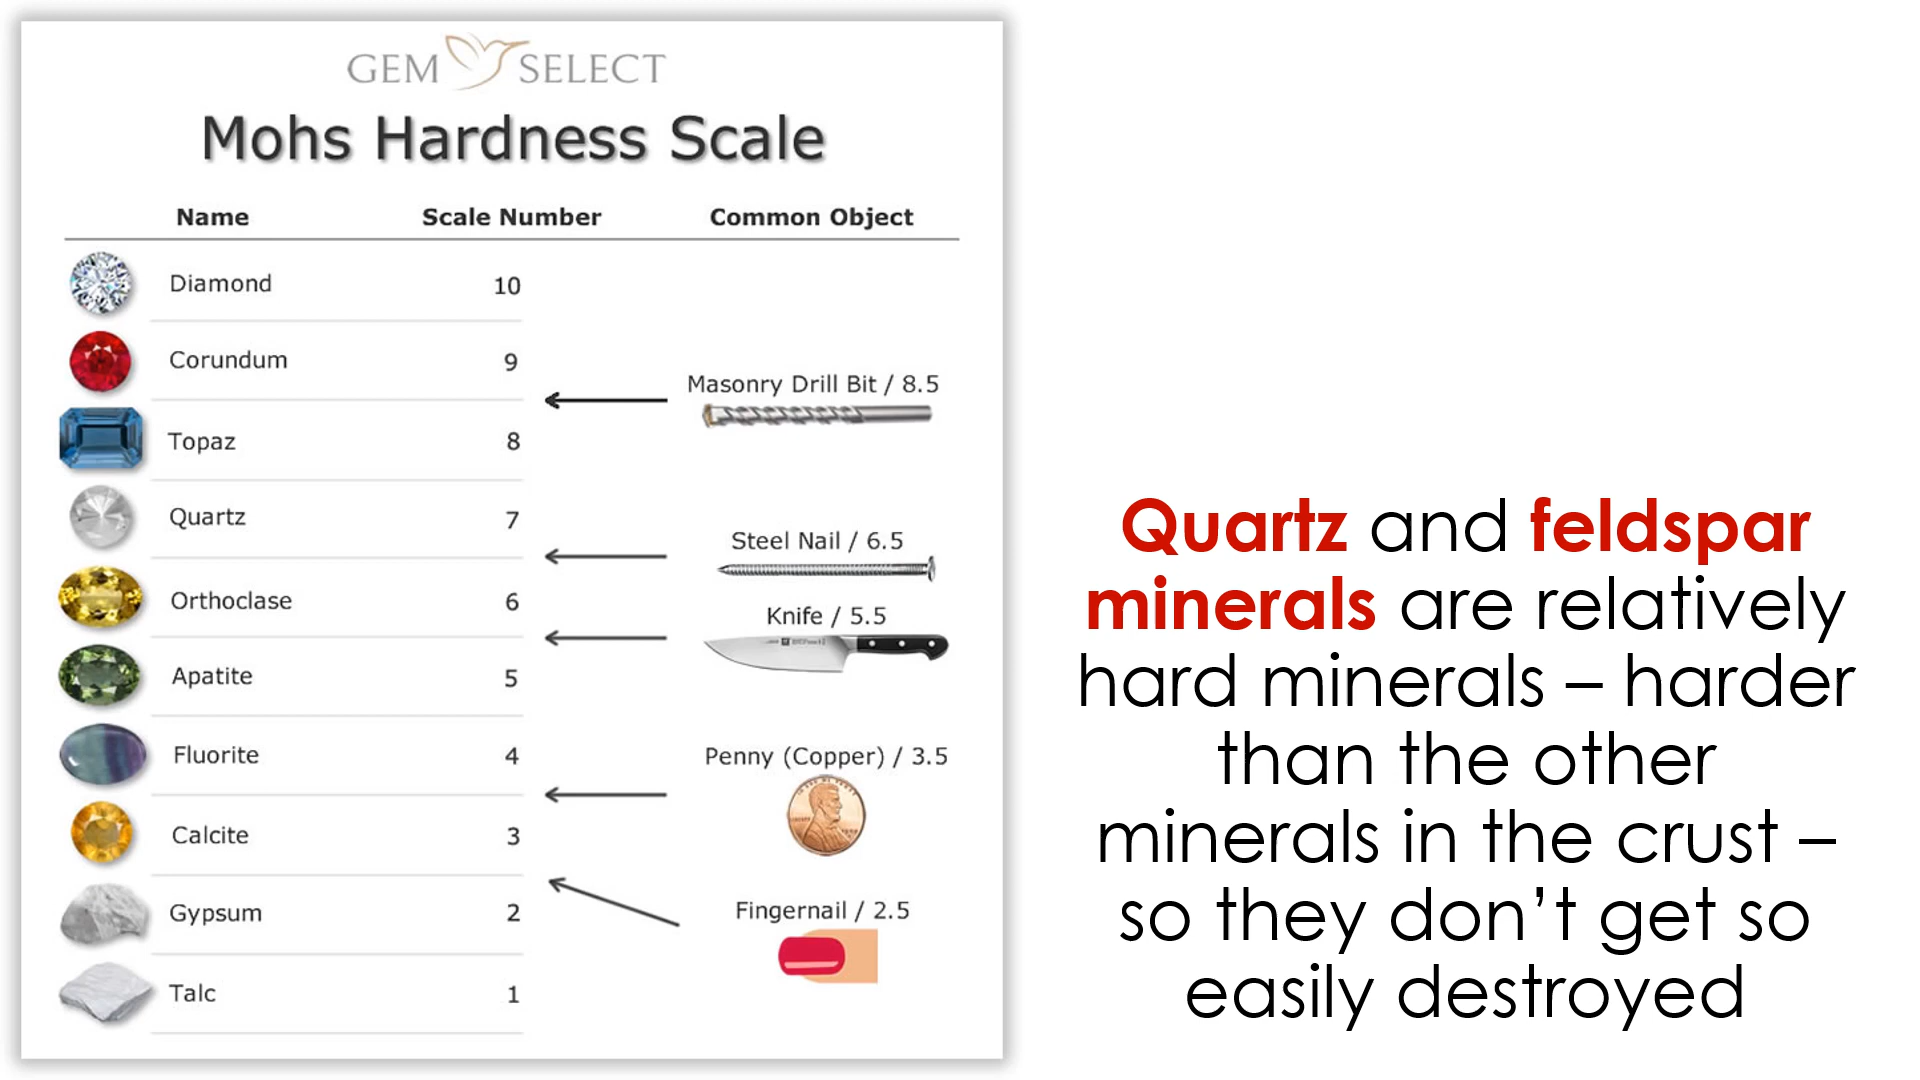 GEM SELECT
Mohs Hardness Scale
Name Scale Number Common Object
Diamond 10
Corundum 9
Masonry Drill Bit / 8.5
Topaz 8
Quartz 7
Steel Nail / 6.5
Orthoclase 6
Knife / 5.5
Apatite 5
Fluorite 4
Penny (Copper) / 3.5
Calcite 3
Gypsum 2
Fingernail / 2.5
Talc 1
Quartz and feldspar
minerals are relatively
hard minerals – harder
than the other
minerals in the crust –
so they don’t get so
easily destroyed